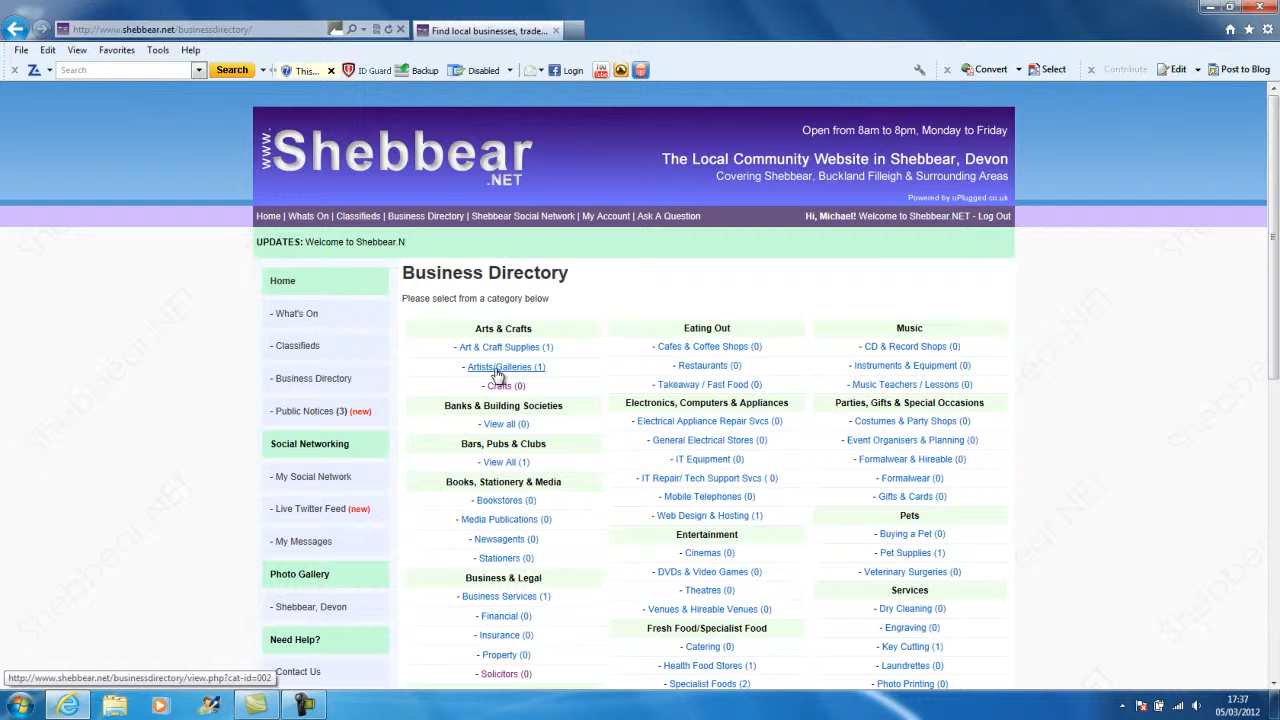 http://www.shebbear.net/businessdirectory/
Find local businesses, trade...
File Edit View Favorites Tools Help
Search Search This... ID Guard Backup Disabled Login Convert Select Contribute Edit Post to Blog
Open from 8am to 8pm, Monday to Friday
www.Shebbear.NET
The Local Community Website in Shebbear, Devon
Covering Shebbear, Buckland Filleigh & Surrounding Areas
Powered by uPlugged.co.uk
Home | Whats On | Classifieds | Business Directory | Shebbear Social Network | My Account | Ask A Question
Hi, Michael! Welcome to Shebbear.NET - Log Out
UPDATES: Welcome to Shebbear.N
Home
- What's On
- Classifieds
- Business Directory
- Public Notices (3) (new)
Social Networking
- My Social Network
- Live Twitter Feed (new)
- My Messages
Photo Gallery
- Shebbear, Devon
Need Help?
- Contact Us
Business Directory
Please select from a category below
Arts & Crafts
- Art & Craft Supplies (1)
- Artists/Galleries (1)
- Crafts (0)
Banks & Building Societies
- View all (0)
Bars, Pubs & Clubs
- View All (1)
Books, Stationery & Media
- Bookstores (0)
- Media Publications (0)
- Newsagents (0)
- Stationers (0)
Business & Legal
- Business Services (1)
- Financial (0)
- Insurance (0)
- Property (0)
- Solicitors (0)
Eating Out
- Cafes & Coffee Shops (0)
- Restaurants (0)
- Takeaway / Fast Food (0)
Electronics, Computers & Appliances
- Electrical Appliance Repair Svcs (0)
- General Electrical Stores (0)
- IT Equipment (0)
- IT Repair/ Tech Support Svcs ( 0)
- Mobile Telephones (0)
- Web Design & Hosting (1)
Entertainment
- Cinemas (0)
- DVDs & Video Games (0)
- Theatres (0)
- Venues & Hireable Venues (0)
Fresh Food/Specialist Food
- Catering (0)
- Health Food Stores (1)
- Specialist Foods (2)
Music
- CD & Record Shops (0)
- Instruments & Equipment (0)
- Music Teachers / Lessons (0)
Parties, Gifts & Special Occasions
- Costumes & Party Shops (0)
- Event Organisers & Planning (0)
- Formalwear & Hireable (0)
- Formalwear (0)
- Gifts & Cards (0)
Pets
- Buying a Pet (0)
- Pet Supplies (1)
- Veterinary Surgeries (0)
Services
- Dry Cleaning (0)
- Engraving (0)
- Key Cutting (1)
- Laundrettes (0)
- Photo Printing (0)
http://www.shebbear.net/businessdirectory/view.php?cat-id=002
17:37
05/03/2012